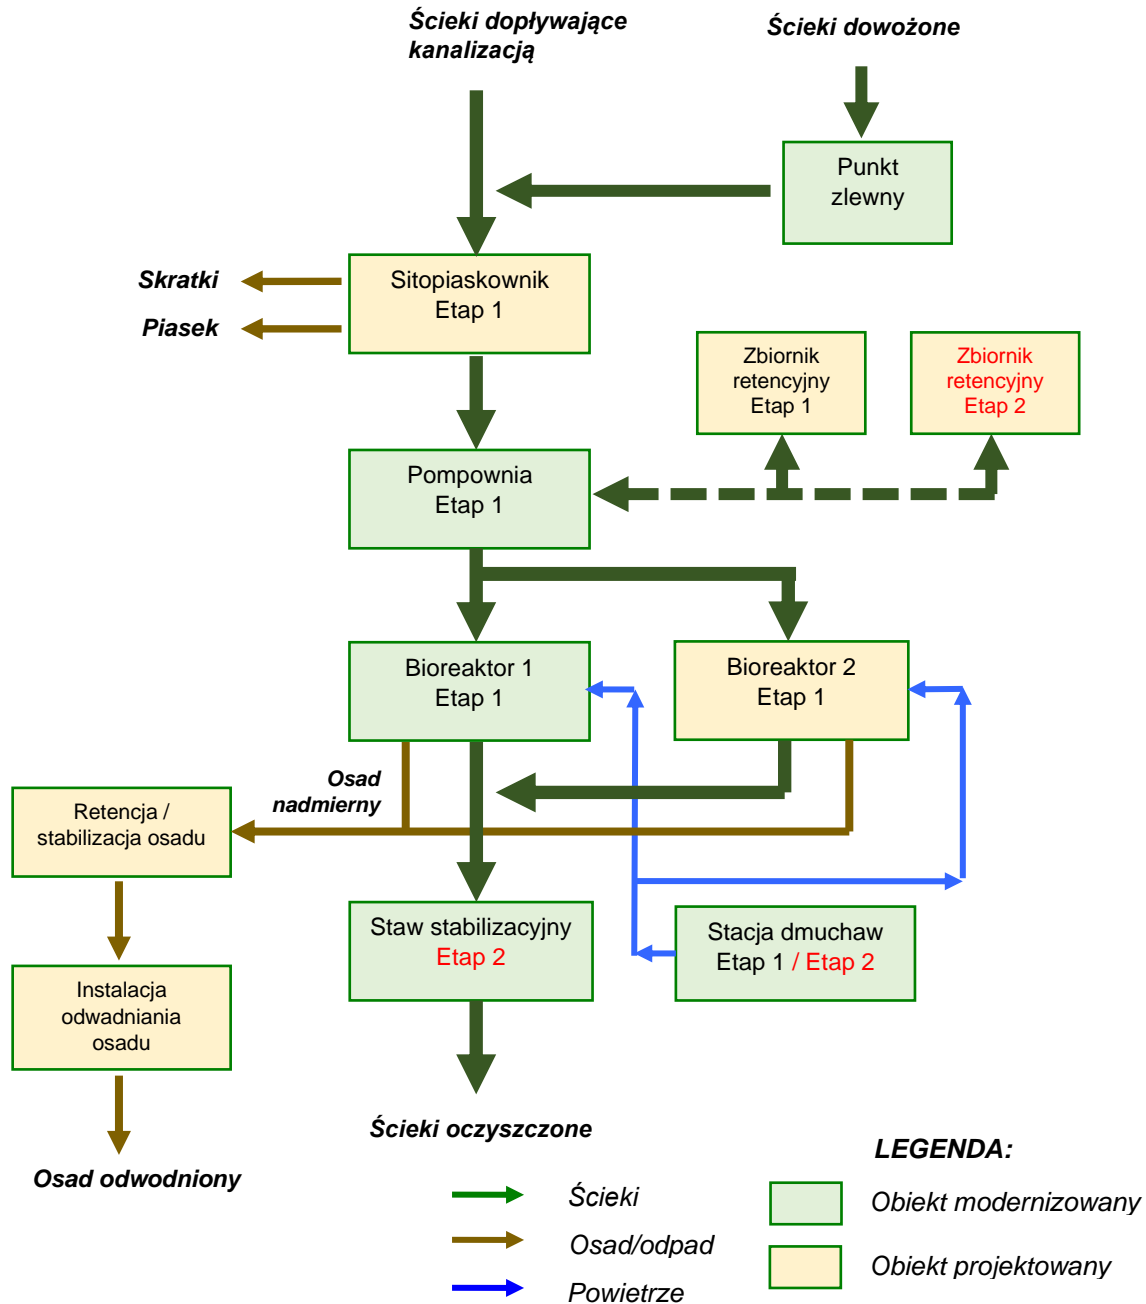 Ścieki dopływające
kanalizacją
Ścieki dowożone
Punkt
zlewny
Skratki
Piasek
Sitopiaskownik
Etap 1
Zbiornik
retencyjny
Etap 1
Zbiornik
retencyjny
Etap 2
Pompownia
Etap 1
Bioreaktor 1
Etap 1
Bioreaktor 2
Etap 1
Osad
nadmierny
Retencja /
stabilizacja osadu
Staw stabilizacyjny
Etap 2
Stacja dmuchaw
Etap 1 / Etap 2
Instalacja
odwadniania
osadu
Ścieki oczyszczone
Osad odwodniony
LEGENDA:
Ścieki
Osad/odpad
Powietrze
Obiekt modernizowany
Obiekt projektowany